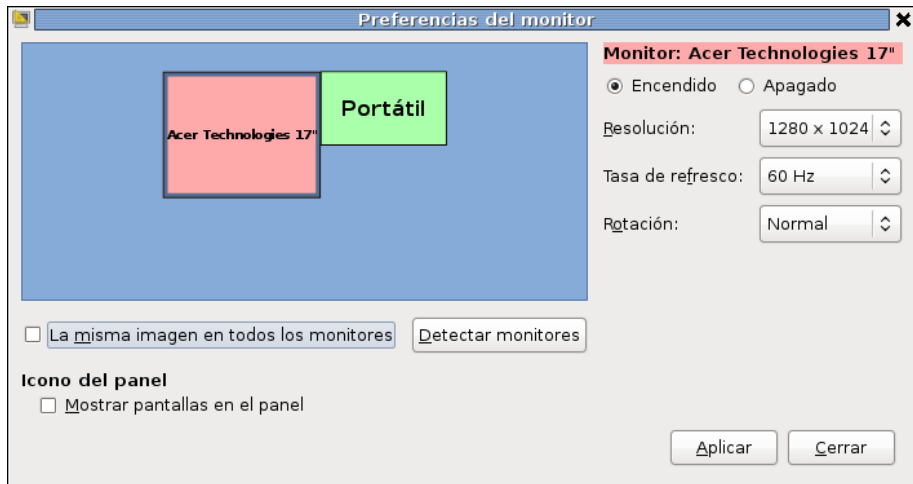 Preferencias del monitor
Acer Technologies 17"
Portátil
Monitor: Acer Technologies 17"
Encendido
Apagado
Resolución:
1280 x 1024
Tasa de refresco:
60 Hz
Rotación:
Normal
La misma imagen en todos los monitores
Detectar monitores
Icono del panel
Mostrar pantallas en el panel
Aplicar
Cerrar